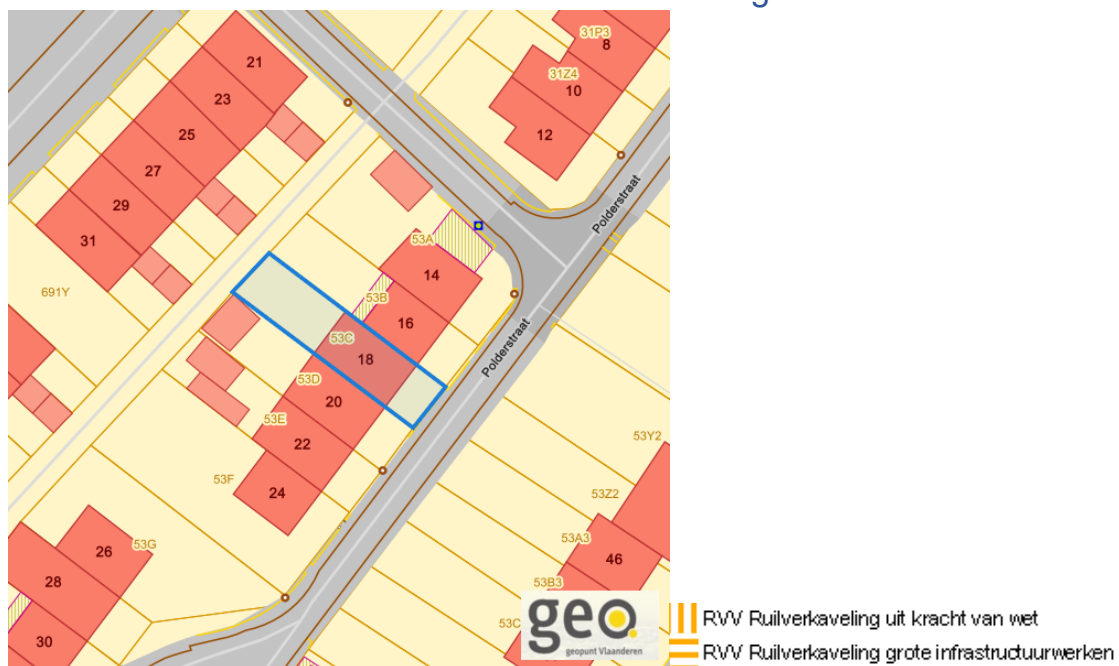 g
31P3
8
21
31Z4
23
10
25
12
27
Polderstraat
29
53A
31
14
691Y
53B
16
53C
18
Polderstraat
53D
20
53E
22
53Y2
53F
24
53Z2
26
53G
53A3
46
28
53B3
30
53C
geo.
geopunt Vlaanderen
RVV Ruilverkaveling uit kracht van wet
RVV Ruilverkaveling grote infrastructuurwerken